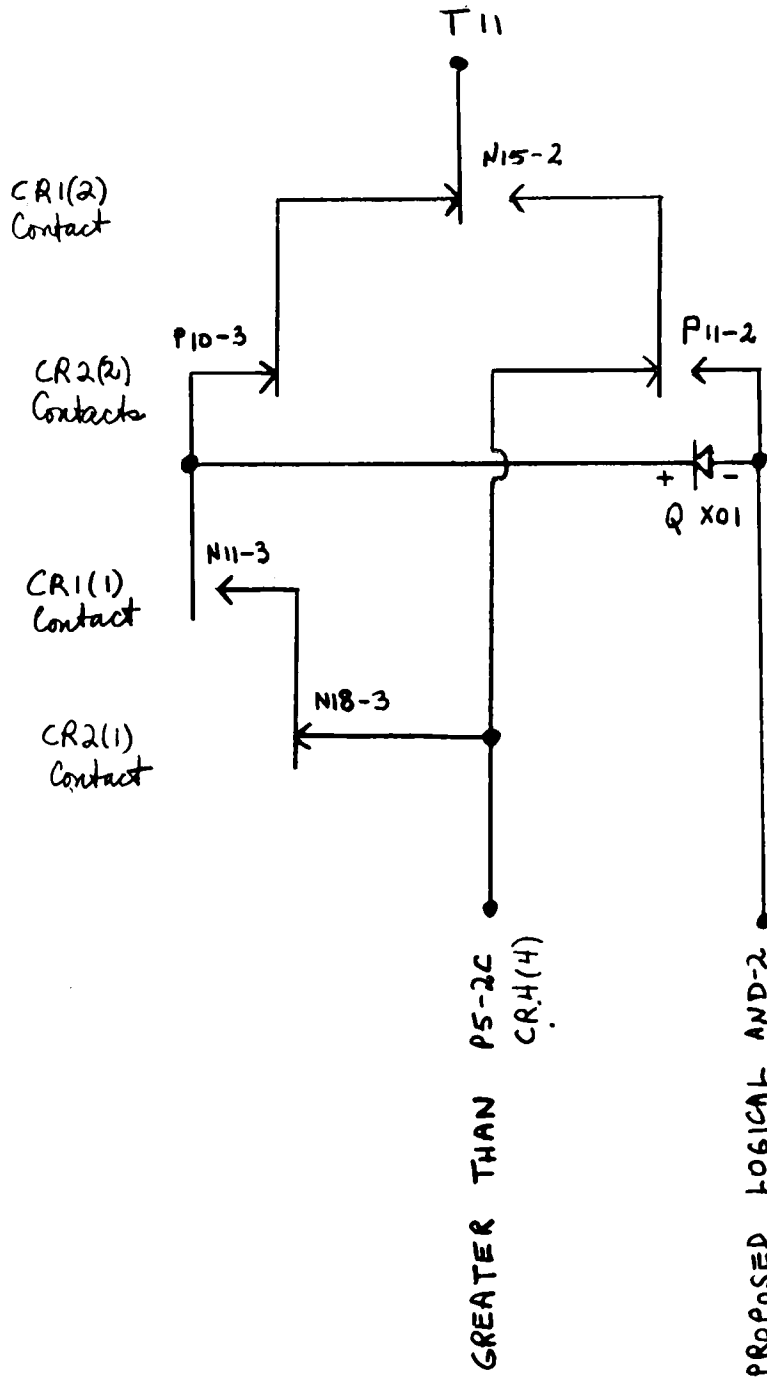 T11
N15-2
CR1(2)
Contact
P10-3
P11-2
CR2(2)
Contacts
+ -
Q X01
N11-3
CR1(1)
Contact
N18-3
CR2(1)
Contact
GREATER THAN P5-2C
CR4(4)
PROPOSED LOGICAL AND-2